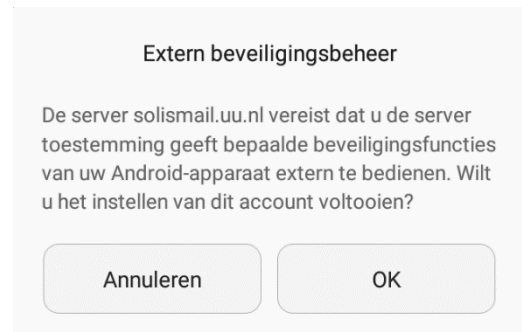 Extern beveiligingsbeheer
De server solismail.uu.nl vereist dat u de server
toestemming geeft bepaalde beveiligingsfuncties
van uw Android-apparaat extern te bedienen. Wilt
u het instellen van dit account voltooien?
Annuleren
OK